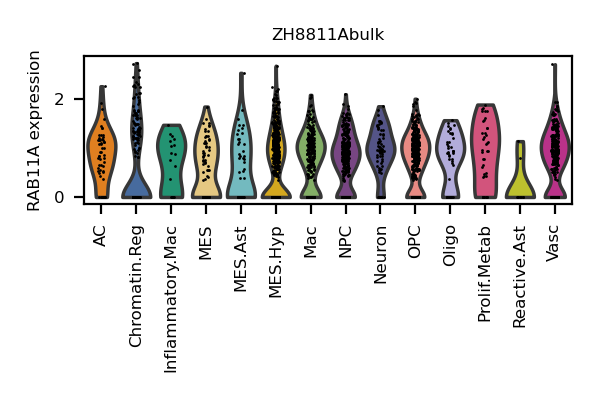 ZH8811Abulk
RAB11A expression
2
0
AC
Chromatin.Reg
Inflammatory.Mac
MES
MES.Ast
MES.Hyp
Mac
NPC
Neuron
OPC
Oligo
Prolif.Metab
Reactive.Ast
Vasc